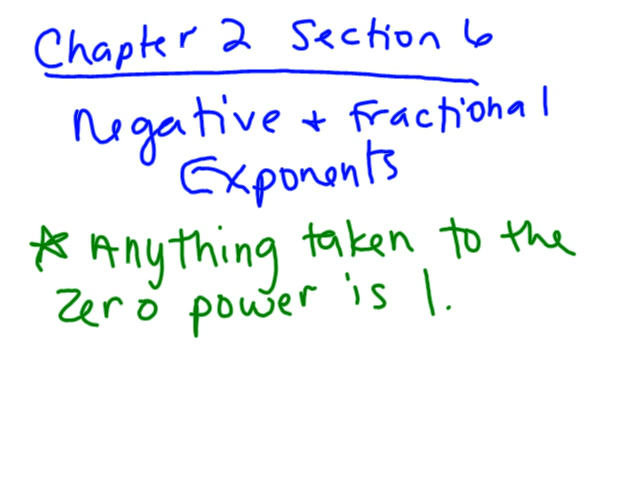 Chapter 2 Section 6
Negative + Fractional
Exponents
* Anything taken to the
zero power is 1.